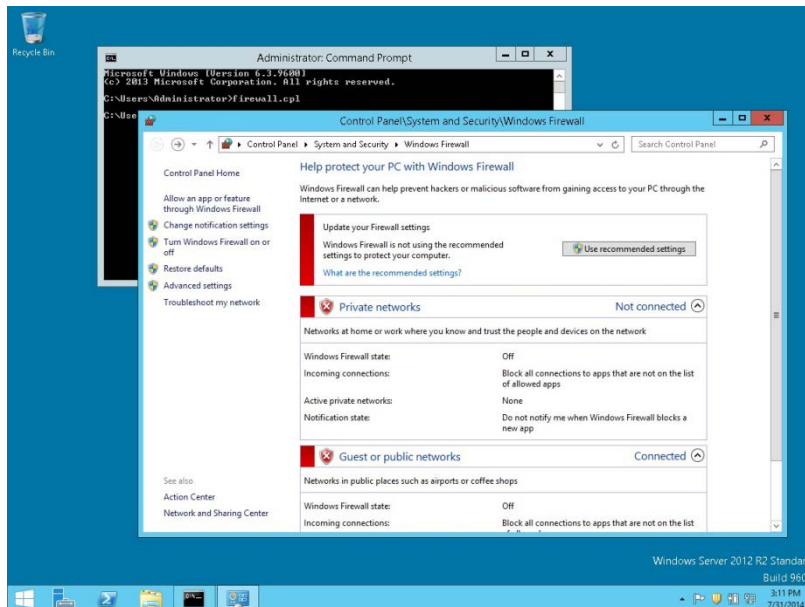 Recycle Bin
Administrator: Command Prompt
Microsoft Windows [Version 6.3.9600]
(c) 2013 Microsoft Corporation. All rights reserved.
C:\Users\Administrator>firewall.cpl
C:\Use
Control Panel\System and Security\Windows Firewall
Control Panel
System and Security
Windows Firewall
Search Control Panel
Control Panel Home
Allow an app or feature
through Windows Firewall
Change notification settings
Turn Windows Firewall on or
off
Restore defaults
Advanced settings
Troubleshoot my network
See also
Action Center
Network and Sharing Center
Help protect your PC with Windows Firewall
Windows Firewall can help prevent hackers or malicious software from gaining access to your PC through the
Internet or a network.
Update your Firewall settings
Windows Firewall is not using the recommended
settings to protect your computer.
Use recommended settings
What are the recommended settings?
Private networks
Not connected
Networks at home or work where you know and trust the people and devices on the network
Windows Firewall state:
Off
Incoming connections:
Block all connections to apps that are not on the list
of allowed apps
Active private networks:
None
Notification state:
Do not notify me when Windows Firewall blocks a
new app
Guest or public networks
Connected
Networks in public places such as airports or coffee shops
Windows Firewall state:
Off
Incoming connections:
Block all connections to apps that are not on the list
Windows Server 2012 R2 Standar
Build 960
3:11 PM
7/31/2014